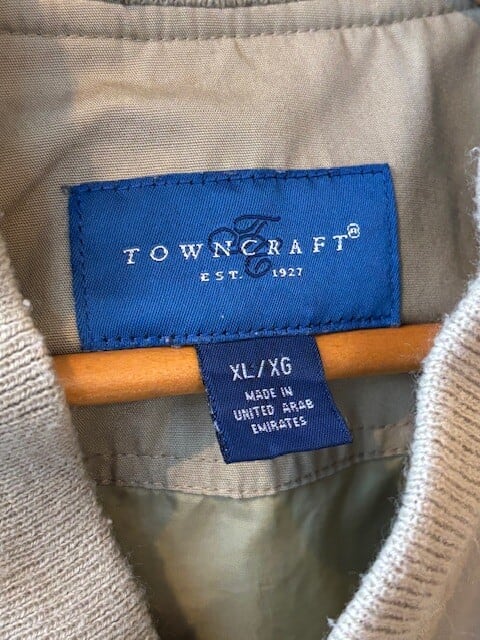 TOWNCRAFT®
EST. 1927
XL/XG
MADE IN
UNITED ARAB
EMIRATES